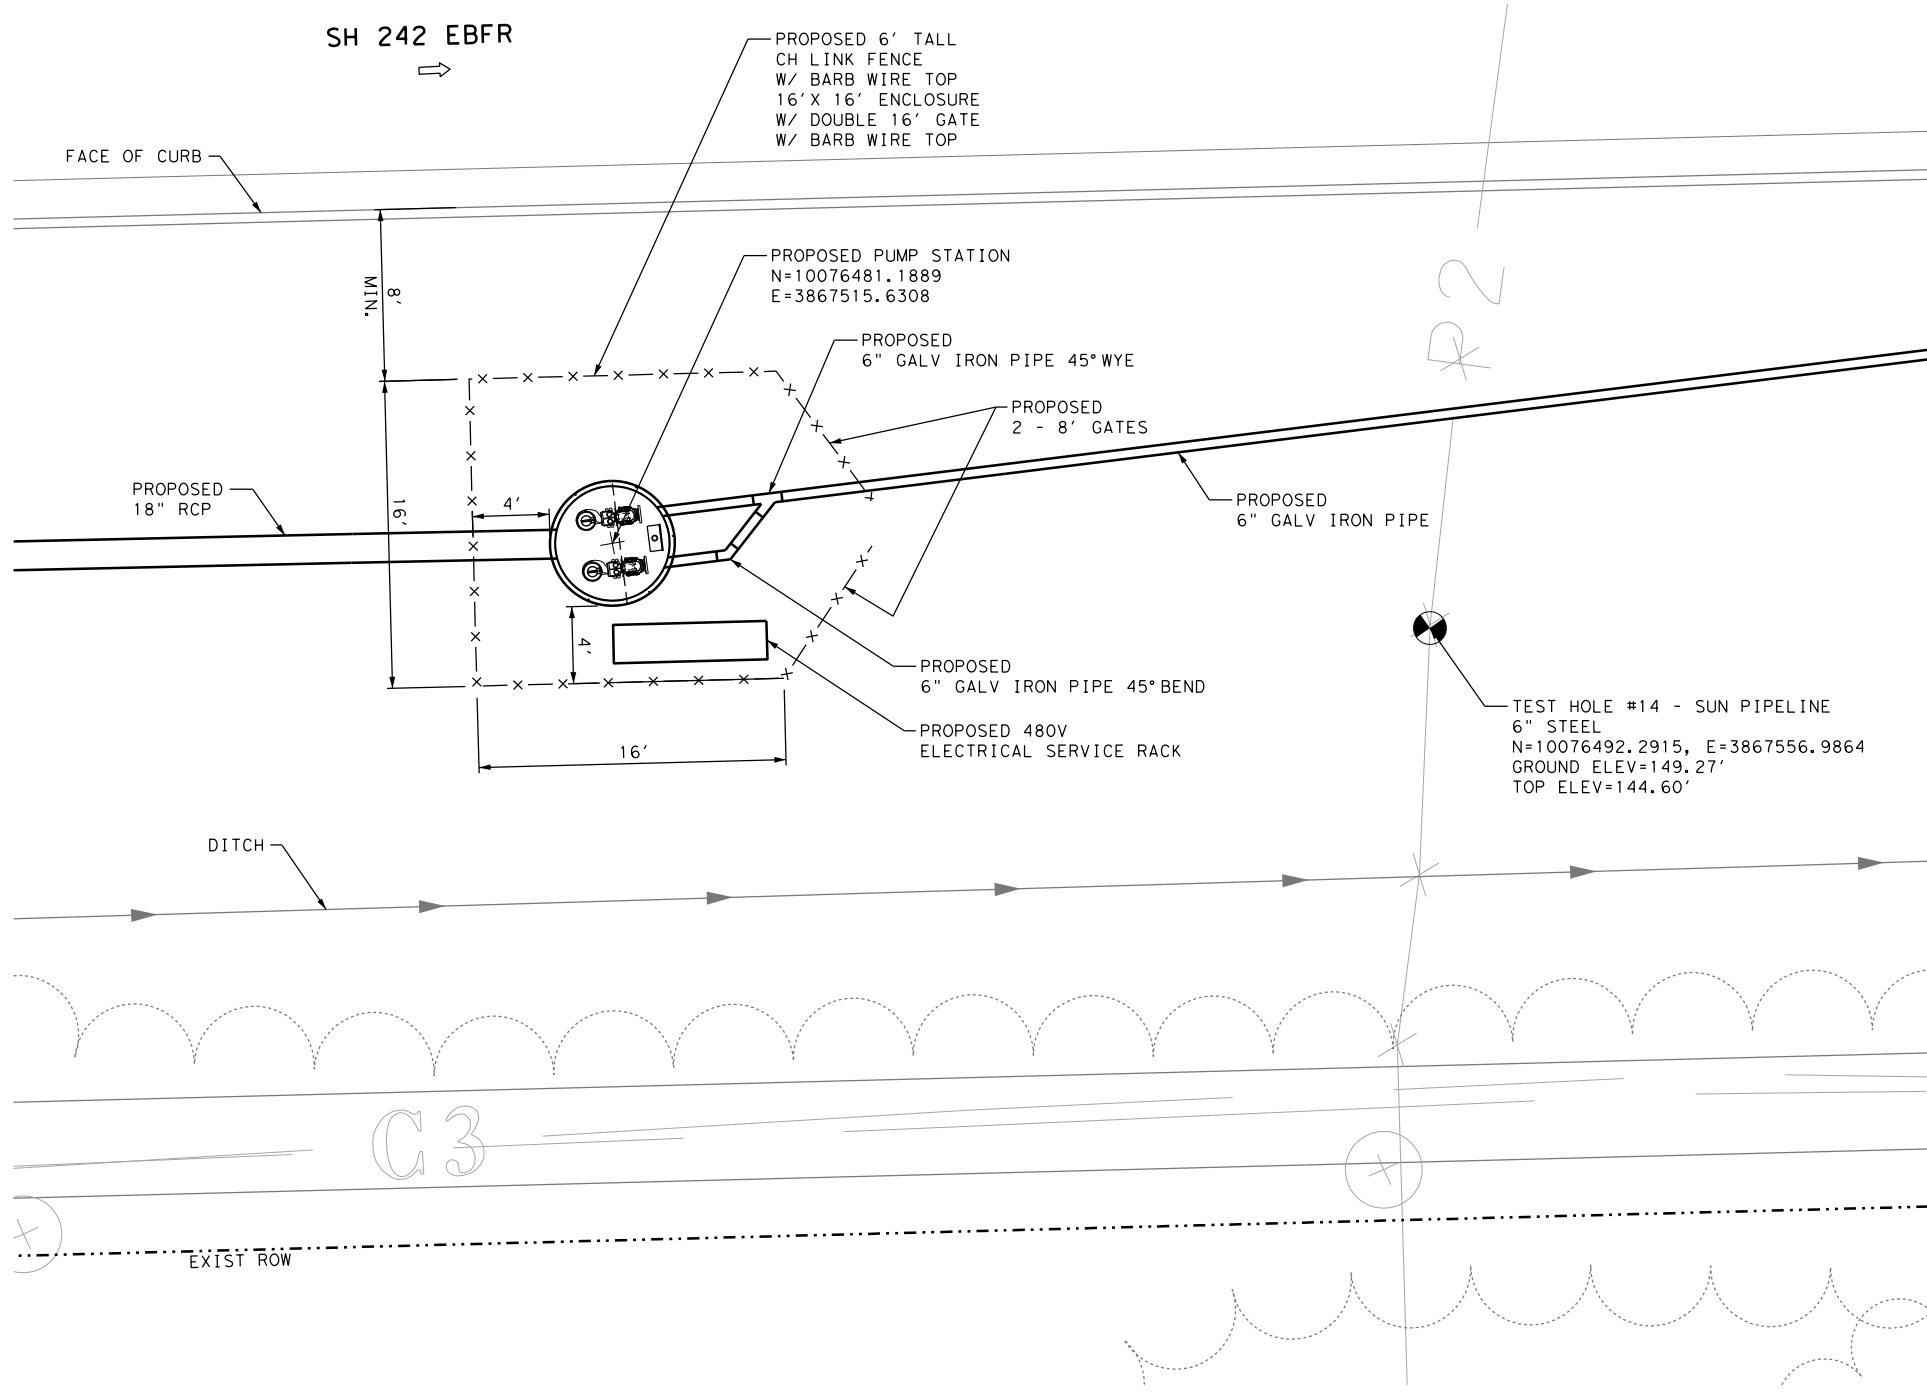 SH 242 EBFR
PROPOSED 6' TALL
CH LINK FENCE
W/ BARB WIRE TOP
16'X 16' ENCLOSURE
W/ DOUBLE 16' GATE
W/ BARB WIRE TOP
FACE OF CURB
PROPOSED PUMP STATION
N=10076481.1889
E=3867515.6308
8'
MIN.
P2
PROPOSED
6" GALV IRON PIPE 45° WYE
PROPOSED
2 - 8' GATES
PROPOSED
18" RCP
4'
16'
PROPOSED
6" GALV IRON PIPE
4'
PROPOSED
6" GALV IRON PIPE 45° BEND
PROPOSED 480V
ELECTRICAL SERVICE RACK
16'
TEST HOLE #14 - SUN PIPELINE
6" STEEL
N=10076492.2915, E=3867556.9864
GROUND ELEV=149.27'
TOP ELEV=144.60'
DITCH
C3
EXIST ROW